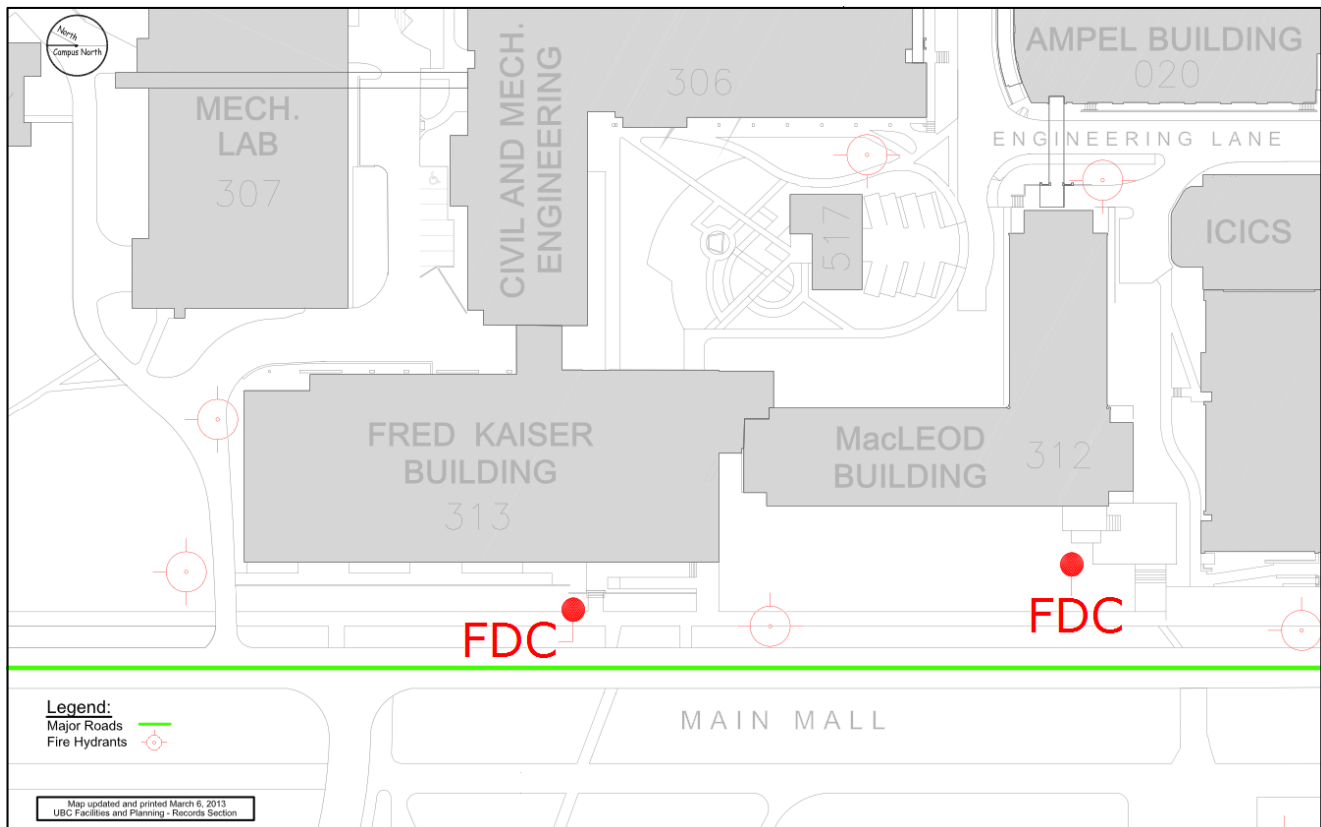 North
Campus North
MECH.
LAB
307
CIVIL AND MECH.
ENGINEERING
306
AMPEL BUILDING
020
ENGINEERING LANE
517
ICICS
FRED KAISER
BUILDING
313
MacLEOD
BUILDING
312
FDC
FDC
MAIN MALL
Legend:
Major Roads
Fire Hydrants
Map updated and printed March 6, 2013
UBC Facilities and Planning - Records Section